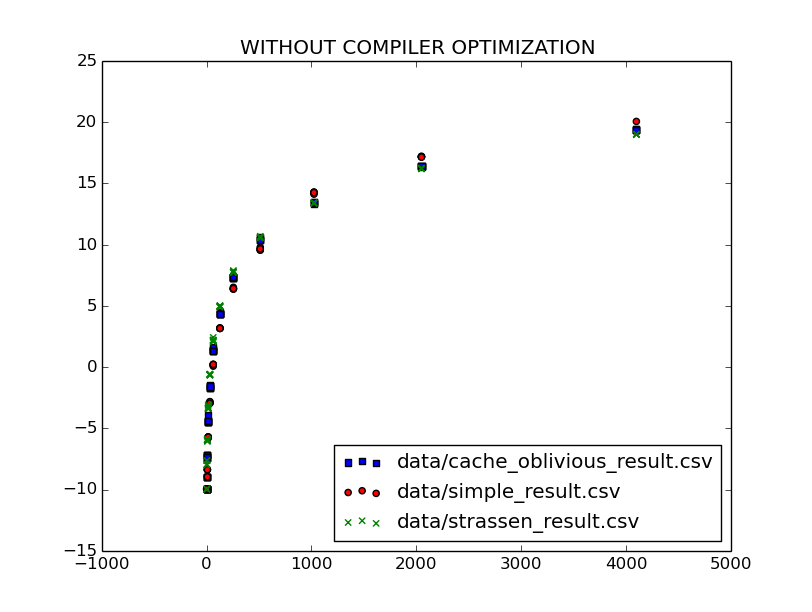 WITHOUT COMPILER OPTIMIZATION
25
20
15
10
5
0
−5
−10
−15
−1000 0 1000 2000 3000 4000 5000
data/cache_oblivious_result.csv
data/simple_result.csv
data/strassen_result.csv